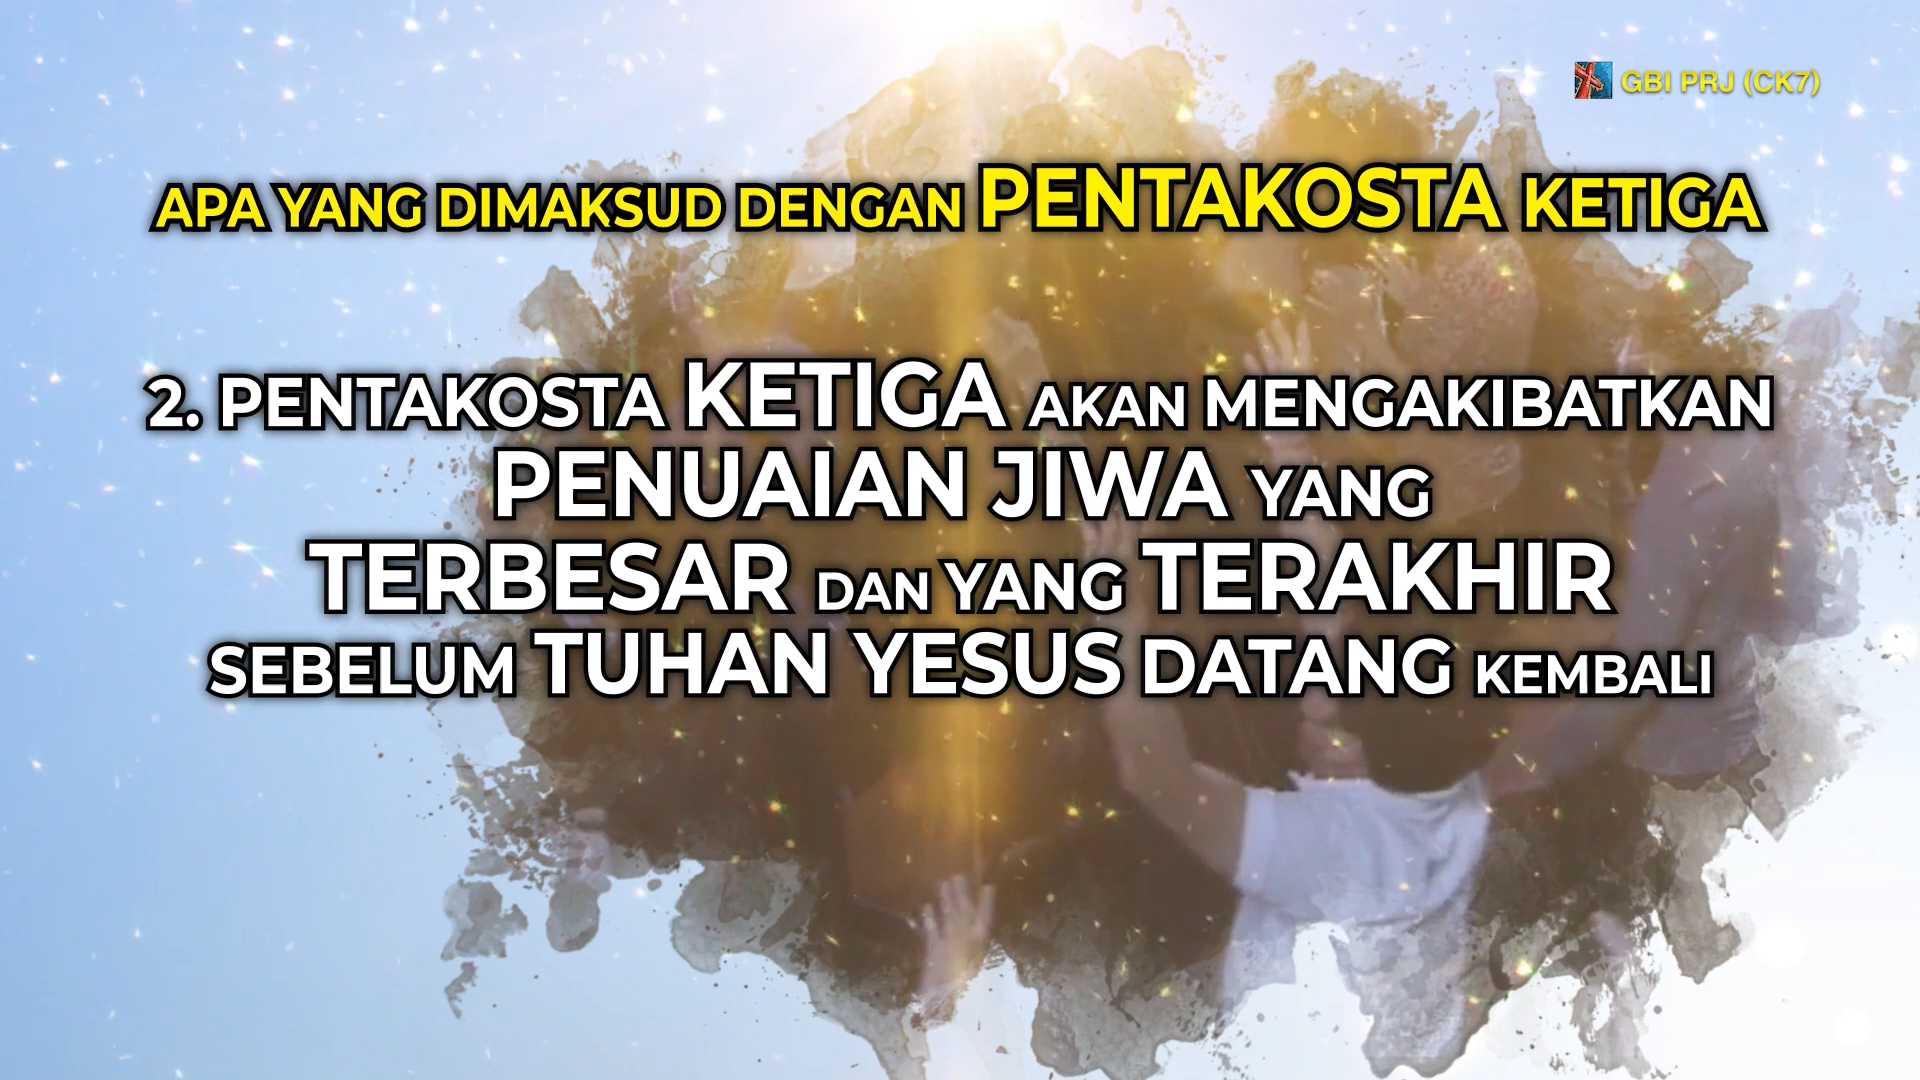 GBI PRJ (CK7)
APA YANG DIMAKSUD DENGAN PENTAKOSTA KETIGA
2. PENTAKOSTA KETIGA AKAN MENGAKIBATKAN
PENUAIAN JIWA YANG
TERBESAR DAN YANG TERAKHIR
SEBELUM TUHAN YESUS DATANG KEMBALI